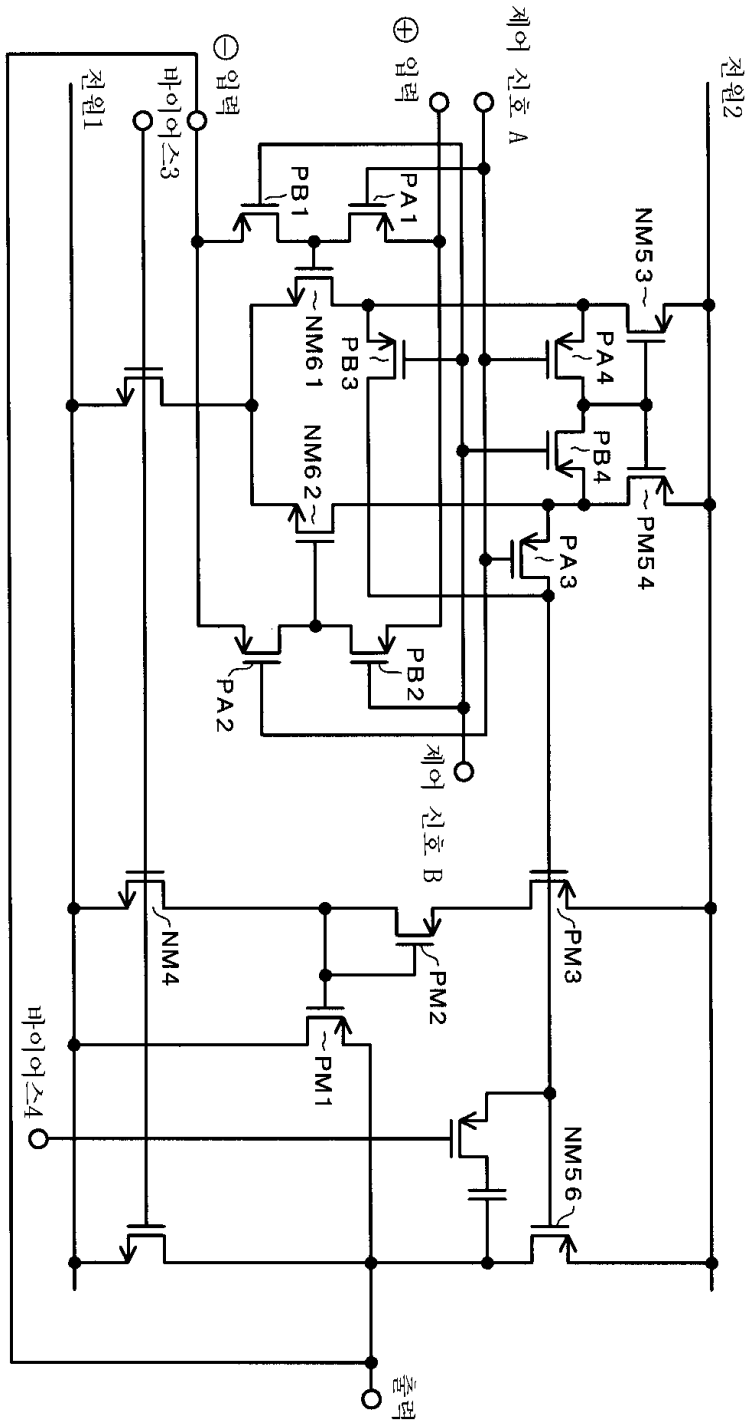 전원2
제어 신호 A
⊕ 입력
⊖ 입력
바이어스3
전원1
NM53
PA4
PB4
PM54
PA3
PA1
PB1
NM61
PB3
NM62
PB2
PA2
제어 신호 B
PM3
PM2
NM4
PM1
NM56
바이어스4
출력